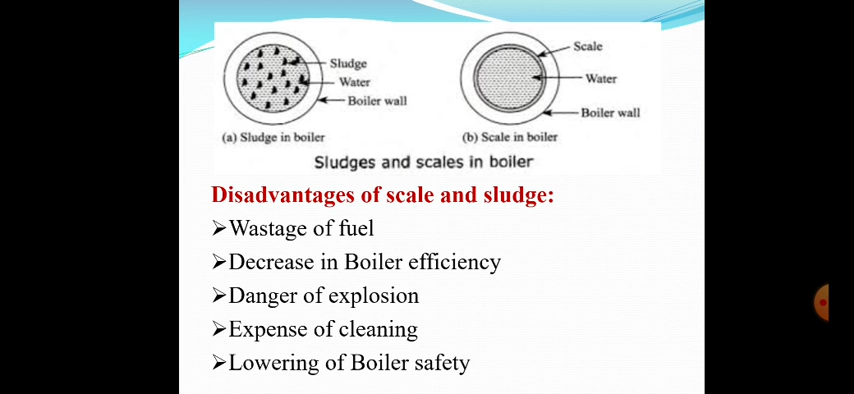 Sludge
Water
Boiler wall
(a) Sludge in boiler
Scale
Water
Boiler wall
(b) Scale in boiler
Sludges and scales in boiler
Disadvantages of scale and sludge:
➢Wastage of fuel
➢Decrease in Boiler efficiency
➢Danger of explosion
➢Expense of cleaning
➢Lowering of Boiler safety